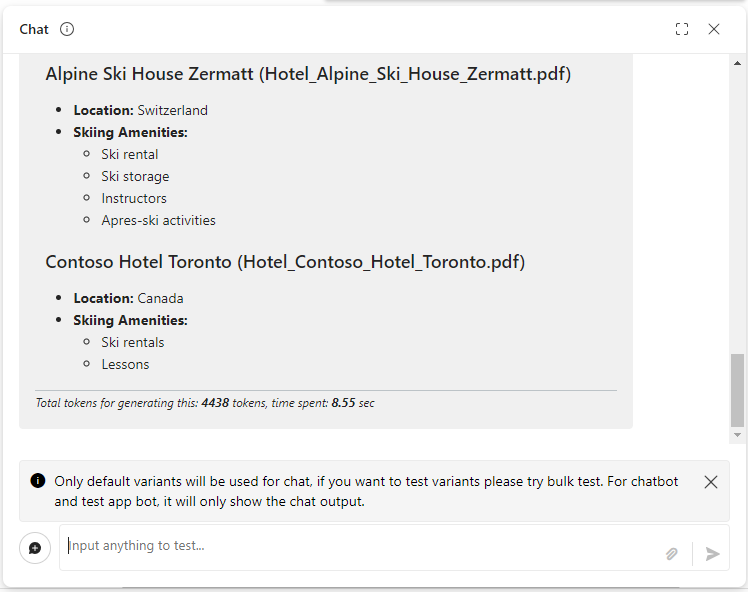 Chat
Alpine Ski House Zermatt (Hotel_Alpine_Ski_House_Zermatt.pdf)
Location: Switzerland
Skiing Amenities:
Ski rental
Ski storage
Instructors
Apres-ski activities
Contoso Hotel Toronto (Hotel_Contoso_Hotel_Toronto.pdf)
Location: Canada
Skiing Amenities:
Ski rentals
Lessons
Total tokens for generating this: 4438 tokens, time spent: 8.55 sec
Only default variants will be used for chat, if you want to test variants please try bulk test. For chatbot
and test app bot, it will only show the chat output.
Input anything to test...